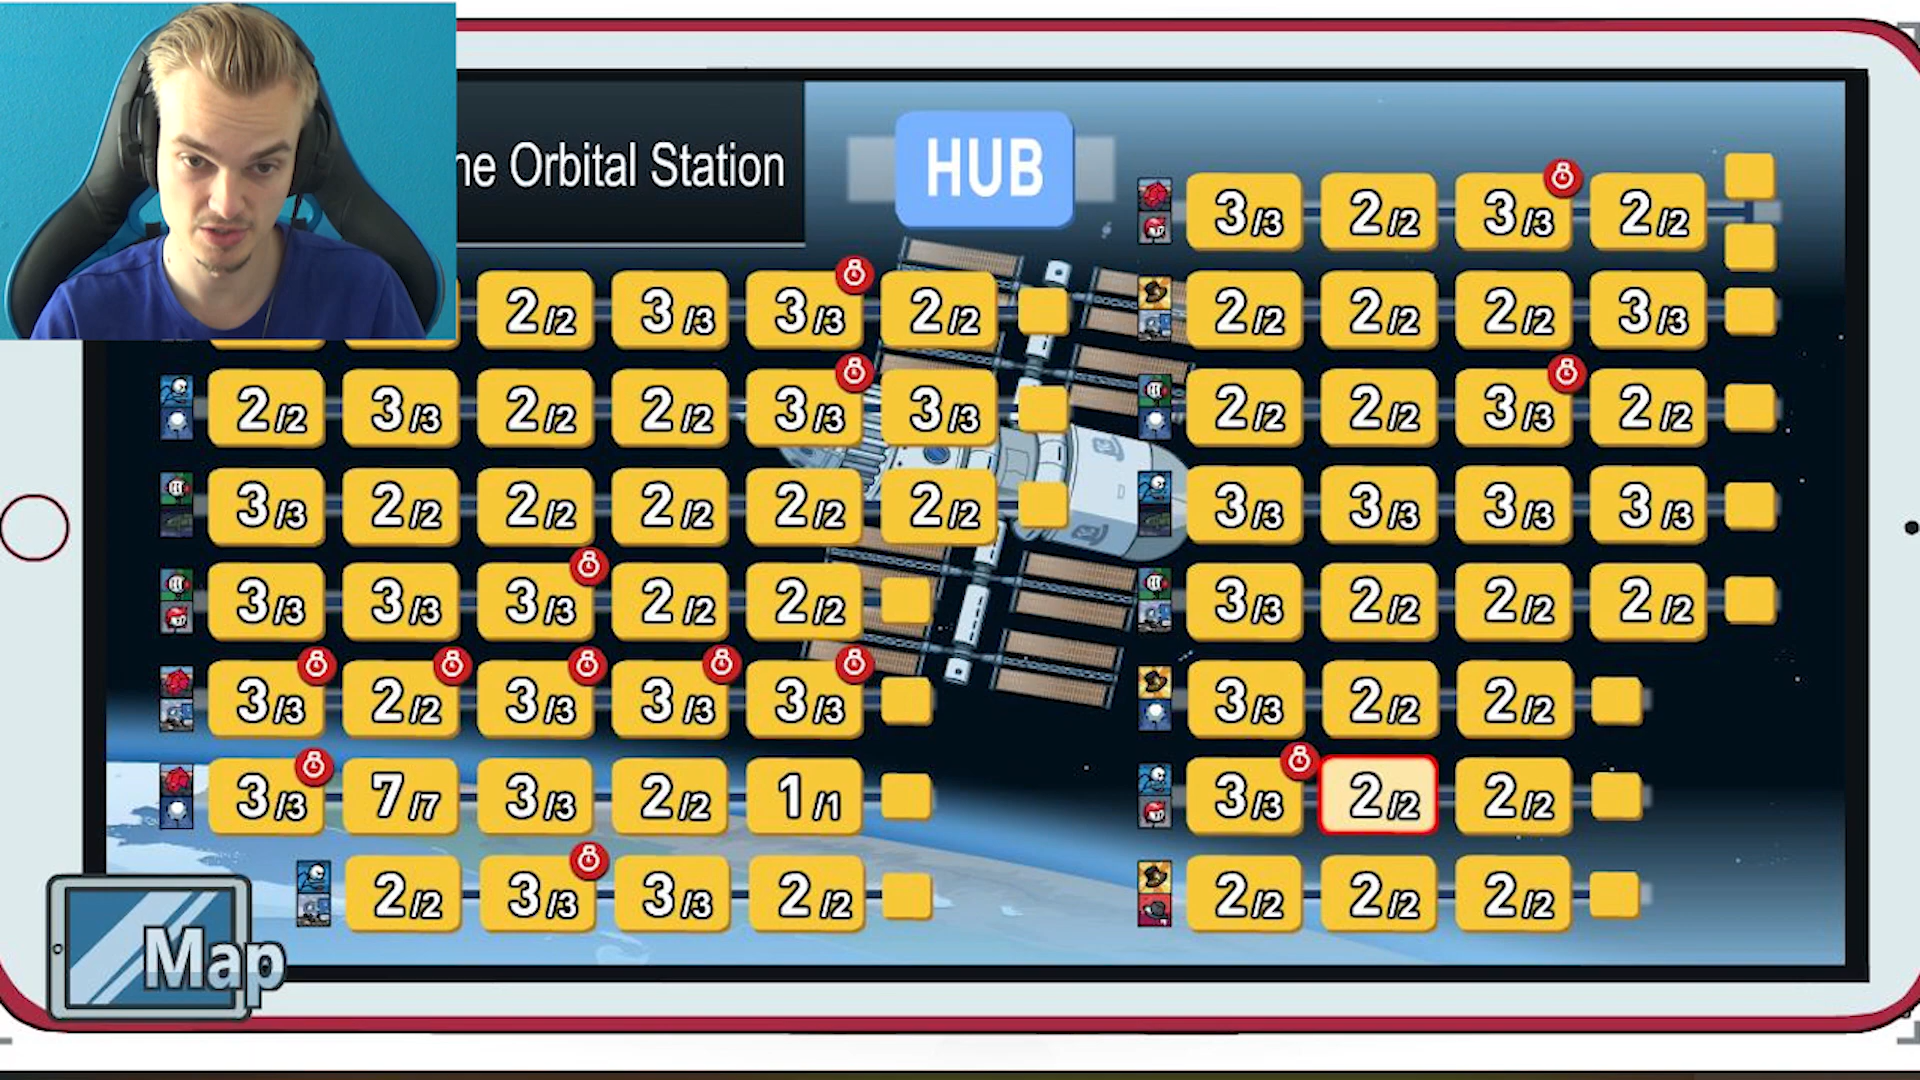 ne Orbital Station
HUB
3/3 2/2 3/3 2/2
2/2 3/3 3/3 2/2
2/2 2/2 2/2 3/3
2/2 3/3 2/2 2/2 3/3 3/3
2/2 2/2 3/3 2/2
3/3 2/2 2/2 2/2 2/2 2/2
3/3 3/3 3/3 3/3
3/3 3/3 3/3 2/2 2/2
3/3 2/2 2/2 2/2
3/3 2/2 3/3 3/3 3/3
3/3 2/2 2/2
3/3 7/7 3/3 2/2 1/1
3/3 2/2 2/2
2/2 3/3 3/3 2/2
2/2 2/2 2/2
Map